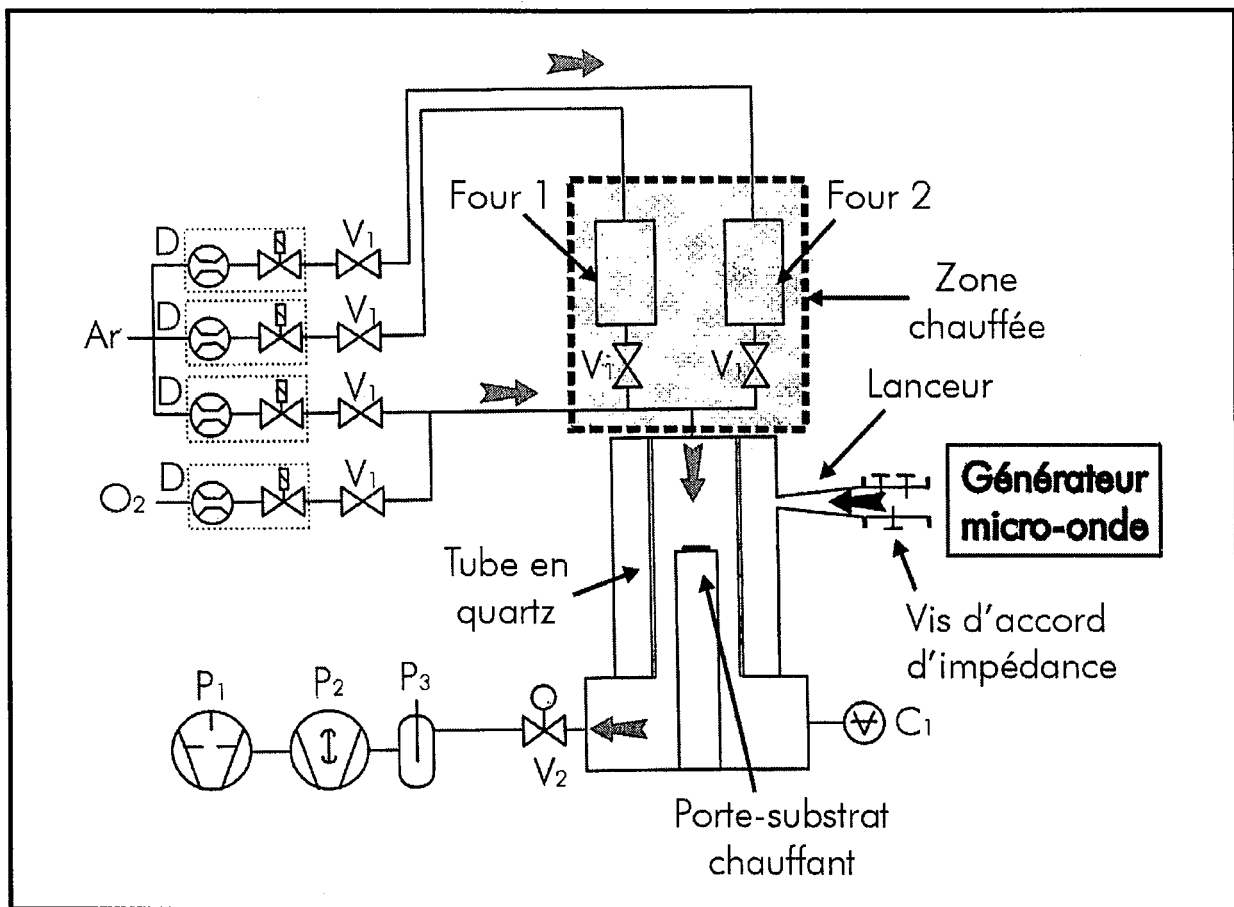 Four 1
Four 2
D
V1
D
V1
Ar
D
V1
D
V1
O2
V1
V1
Zone
chauffée
Lanceur
Générateur
micro-onde
Tube en
quartz
Vis d'accord
d'impédance
P1
P2
P3
V2
C1
Porte-substrat
chauffant